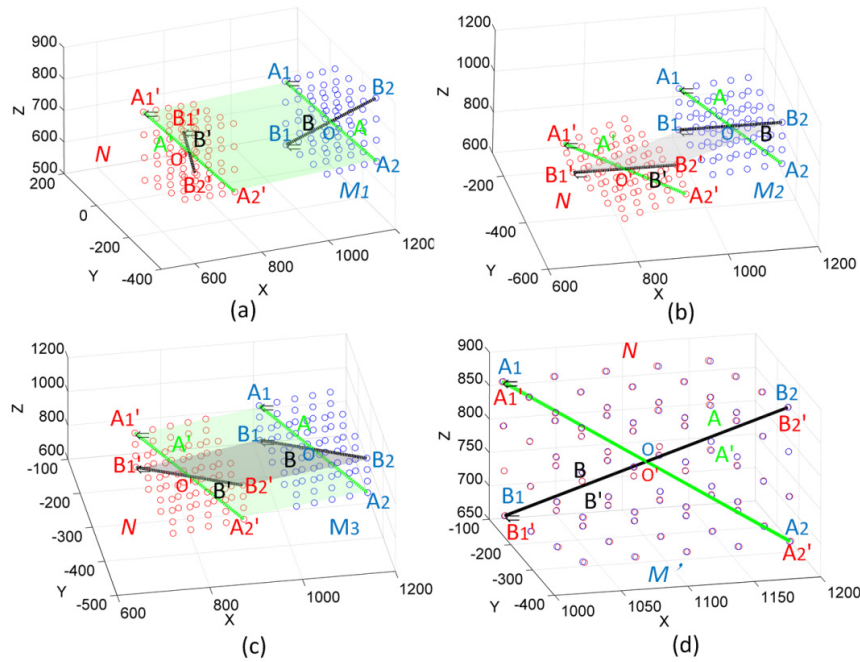 900
800
Z 700
600
500
200
0
Y -200
-400
600
800
1000
1200
X
A1'
B1'
B'
A'
O'
B2'
A2'
N
A1
B2
B1
B
O
A
A2
M1
(a)
1200
1000
Z 800
600
-200
Y -400
-600
600
800
1000
1200
X
A1
A
B1
B2
O
B
A2
M2
A1'
A'
B1'
B2'
O'
B'
A2'
N
(b)
1200
1000
Z 800
600
-100
-200
-300
Y -400
-500
600
800
1000
1200
X
A1'
A'
B1'
O'
B'
B2'
A2'
N
A1
A
B1
O
B
B2
A2
M3
(c)
900
850
800
Z 750
700
650
-100
-200
Y -300
-400
1000
1050
1100
1150
1200
X
N
A1
A1'
B2
B2'
A
A'
O
O'
B
B'
B1
B1'
A2
A2'
M'
(d)